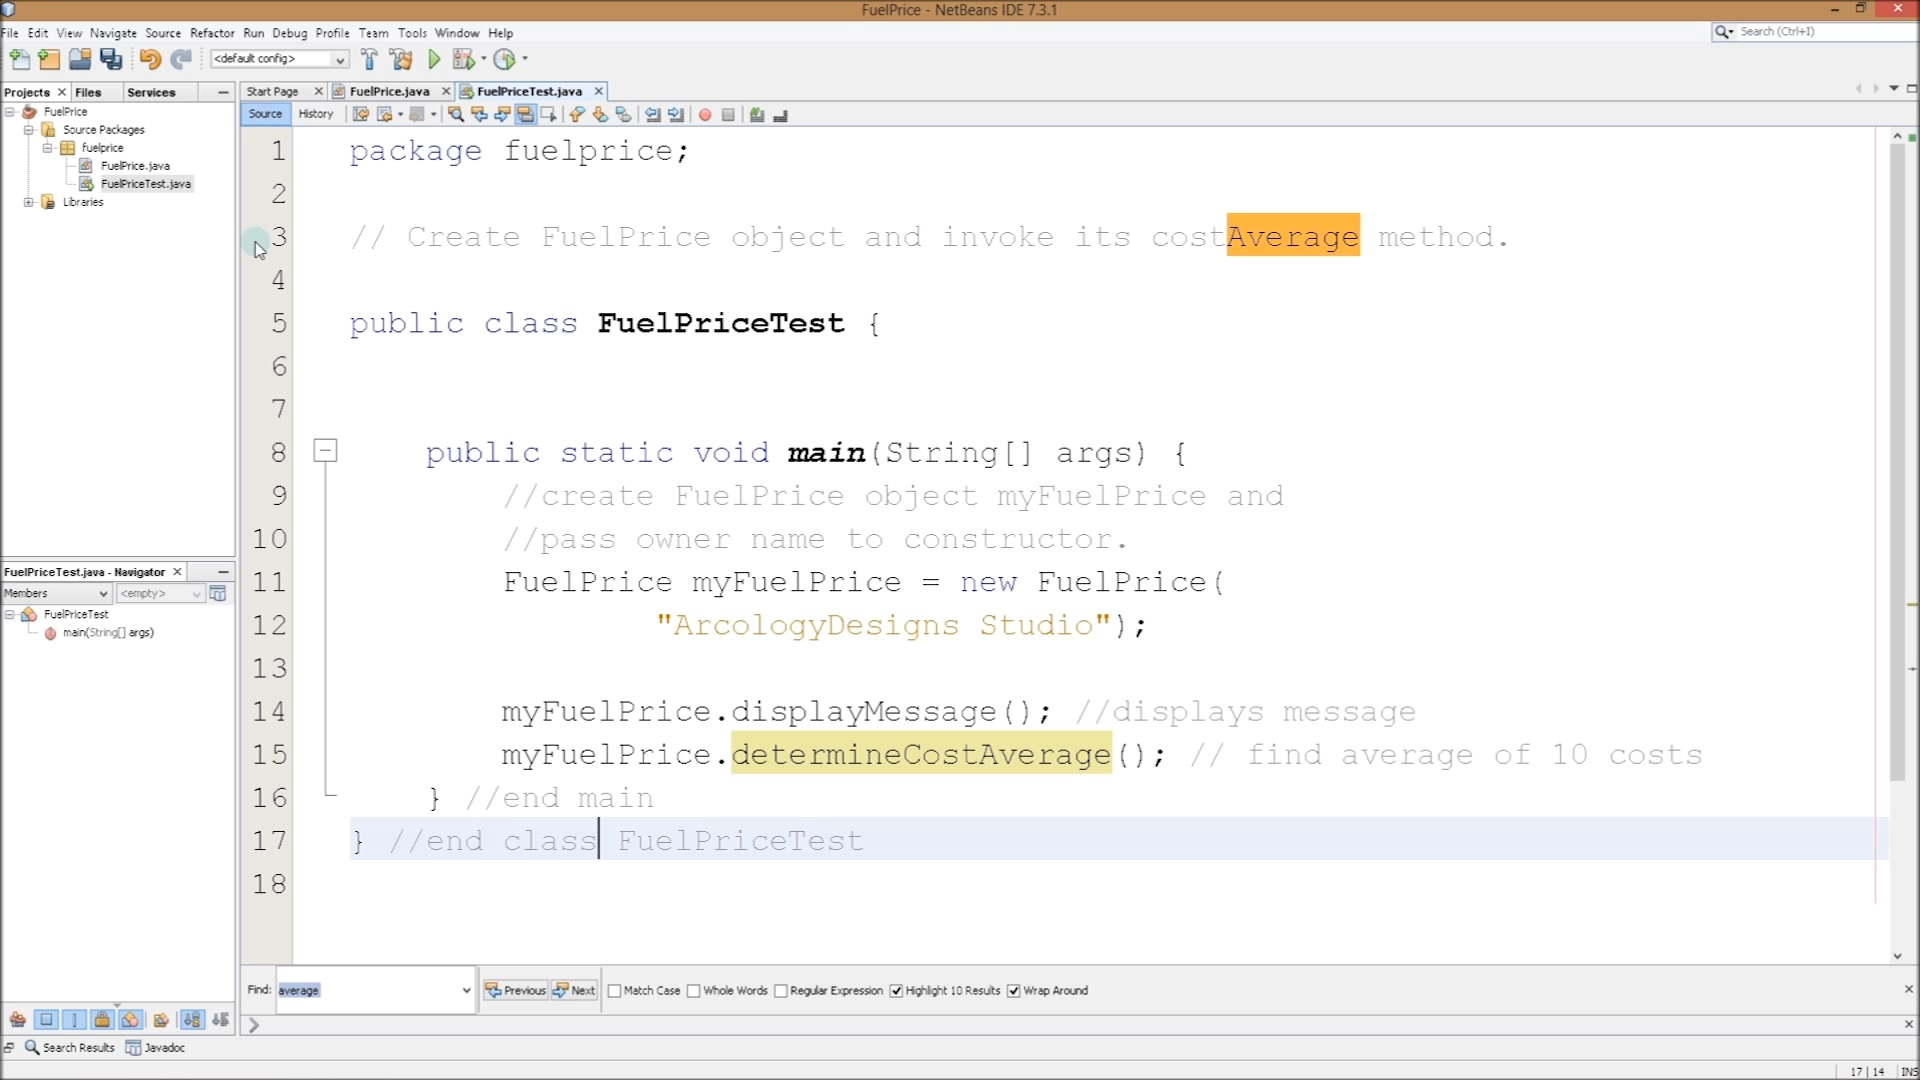 FuelPrice - NetBeans IDE 7.3.1
File Edit View Navigate Source Refactor Run Debug Profile Team Tools Window Help
Search (Ctrl+I)
<default config>
Projects Files Services
Start Page FuelPrice.java FuelPriceTest.java
Source History
FuelPrice
Source Packages
fuelprice
FuelPrice.java
FuelPriceTest.java
Libraries
FuelPriceTest.java - Navigator
Members <empty>
FuelPriceTest
main(String[] args)
1 package fuelprice;
2
3 // Create FuelPrice object and invoke its costAverage method.
4
5 public class FuelPriceTest {
6
7
8 public static void main(String[] args) {
9 //create FuelPrice object myFuelPrice and
10 //pass owner name to constructor.
11 FuelPrice myFuelPrice = new FuelPrice(
12 "ArcologyDesigns Studio");
13
14 myFuelPrice.displayMessage(); //displays message
15 myFuelPrice.determineCostAverage(); // find average of 10 costs
16 } //end main
17 } //end class FuelPriceTest
18
Find: average Previous Next Match Case Whole Words Regular Expression Highlight 10 Results Wrap Around
Search Results Javadoc
17 | 14 INS